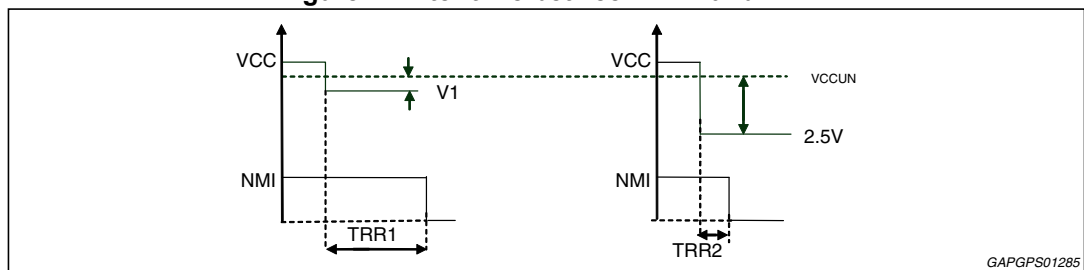 VCC
V1
NMI
TRR1
VCC
VCCUN
2.5V
NMI
TRR2
GAPGPS01285